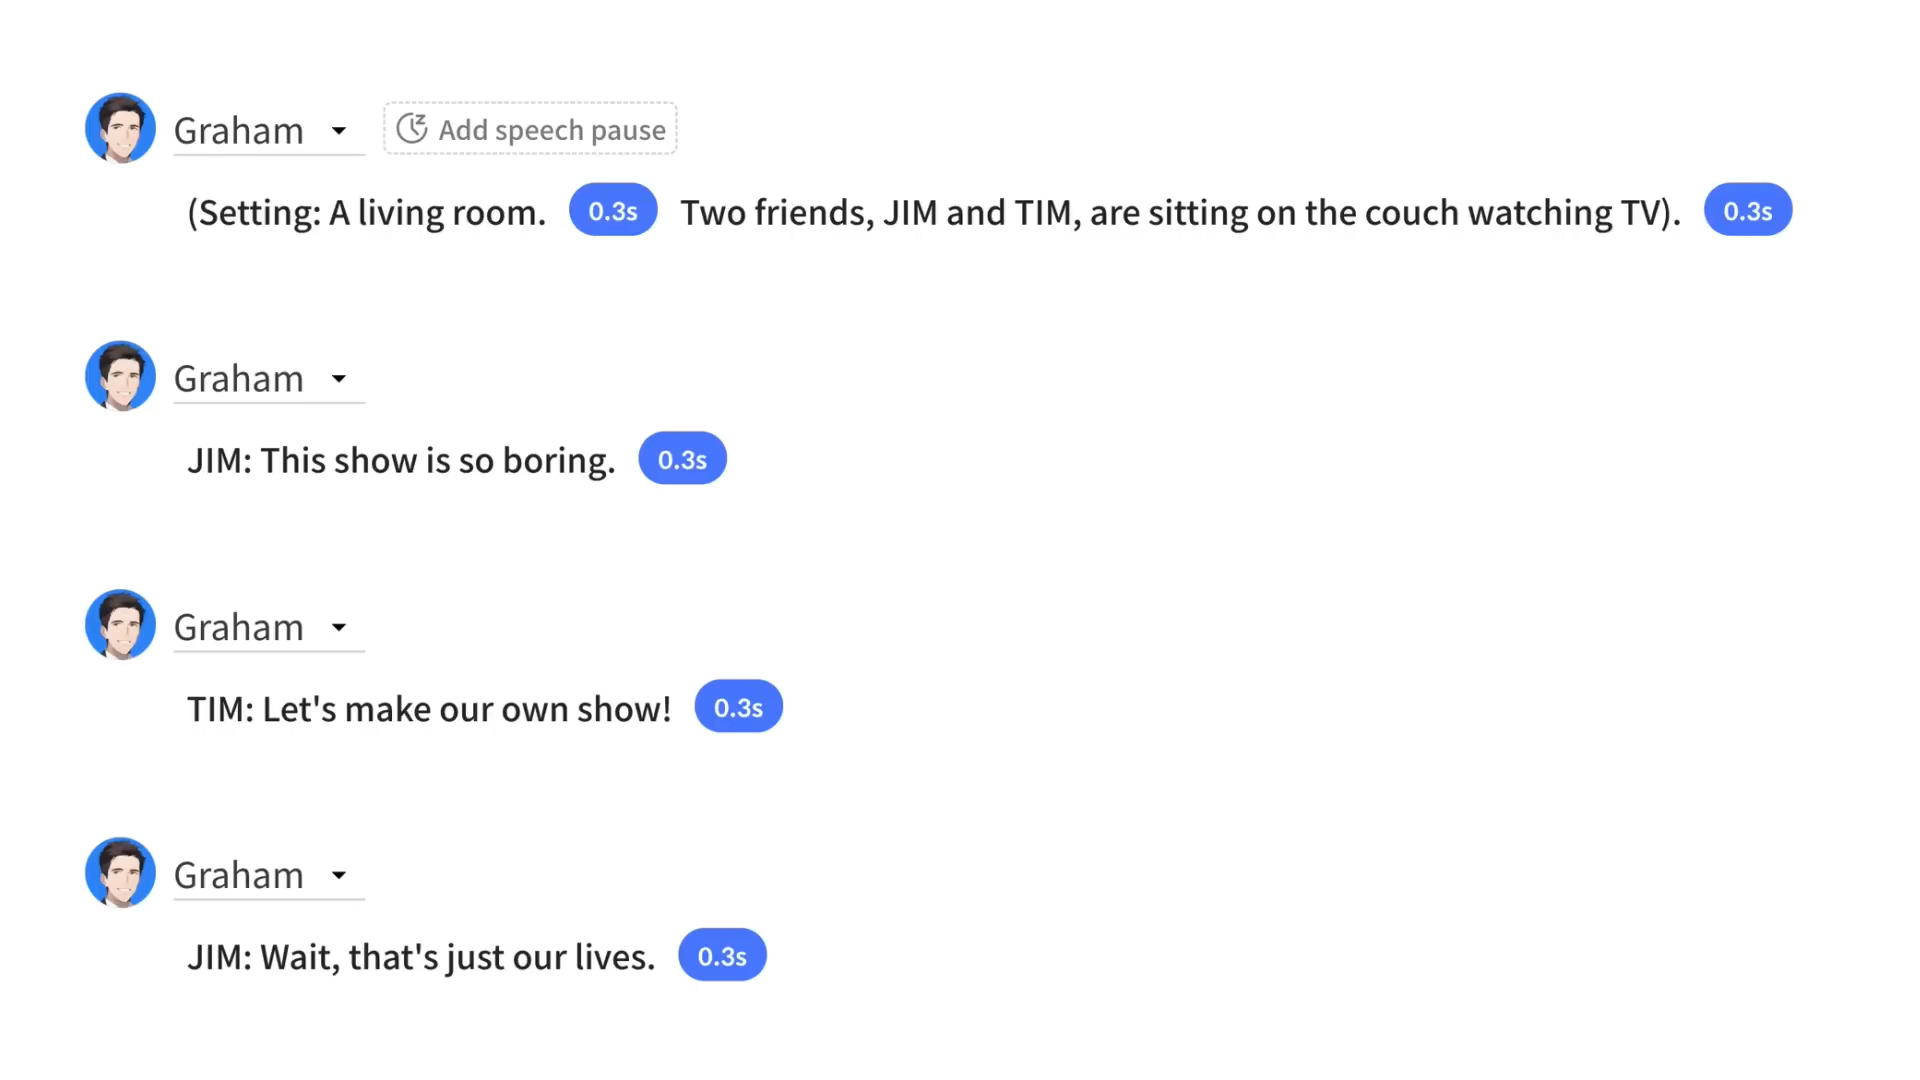 Graham Add speech pause
(Setting: A living room. 0.3s Two friends, JIM and TIM, are sitting on the couch watching TV). 0.3s
Graham
JIM: This show is so boring. 0.3s
Graham
TIM: Let's make our own show! 0.3s
Graham
JIM: Wait, that's just our lives. 0.3s